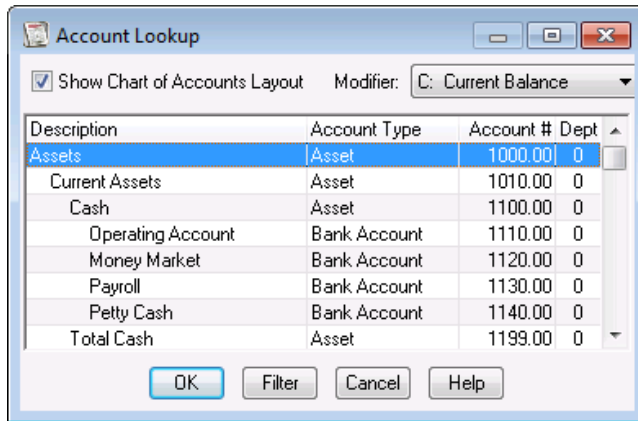 Account Lookup
Show Chart of Accounts Layout Modifier: C: Current Balance
Description Account Type Account # Dept
Assets Asset 1000.00 0
Current Assets Asset 1010.00 0
Cash Asset 1100.00 0
Operating Account Bank Account 1110.00 0
Money Market Bank Account 1120.00 0
Payroll Bank Account 1130.00 0
Petty Cash Bank Account 1140.00 0
Total Cash Asset 1199.00 0
OK Filter Cancel Help